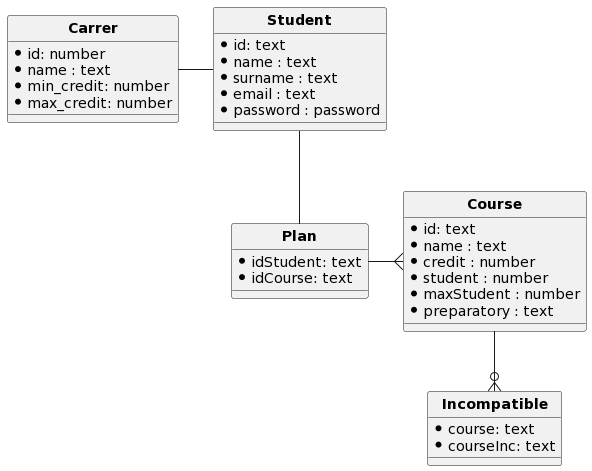 Carrer
id: number
name : text
min_credit: number
max_credit: number
Student
id: text
name : text
surname : text
email : text
password : password
Plan
idStudent: text
idCourse: text
Course
id: text
name : text
credit : number
student : number
maxStudent : number
preparatory : text
Incompatible
course: text
courseInc: text